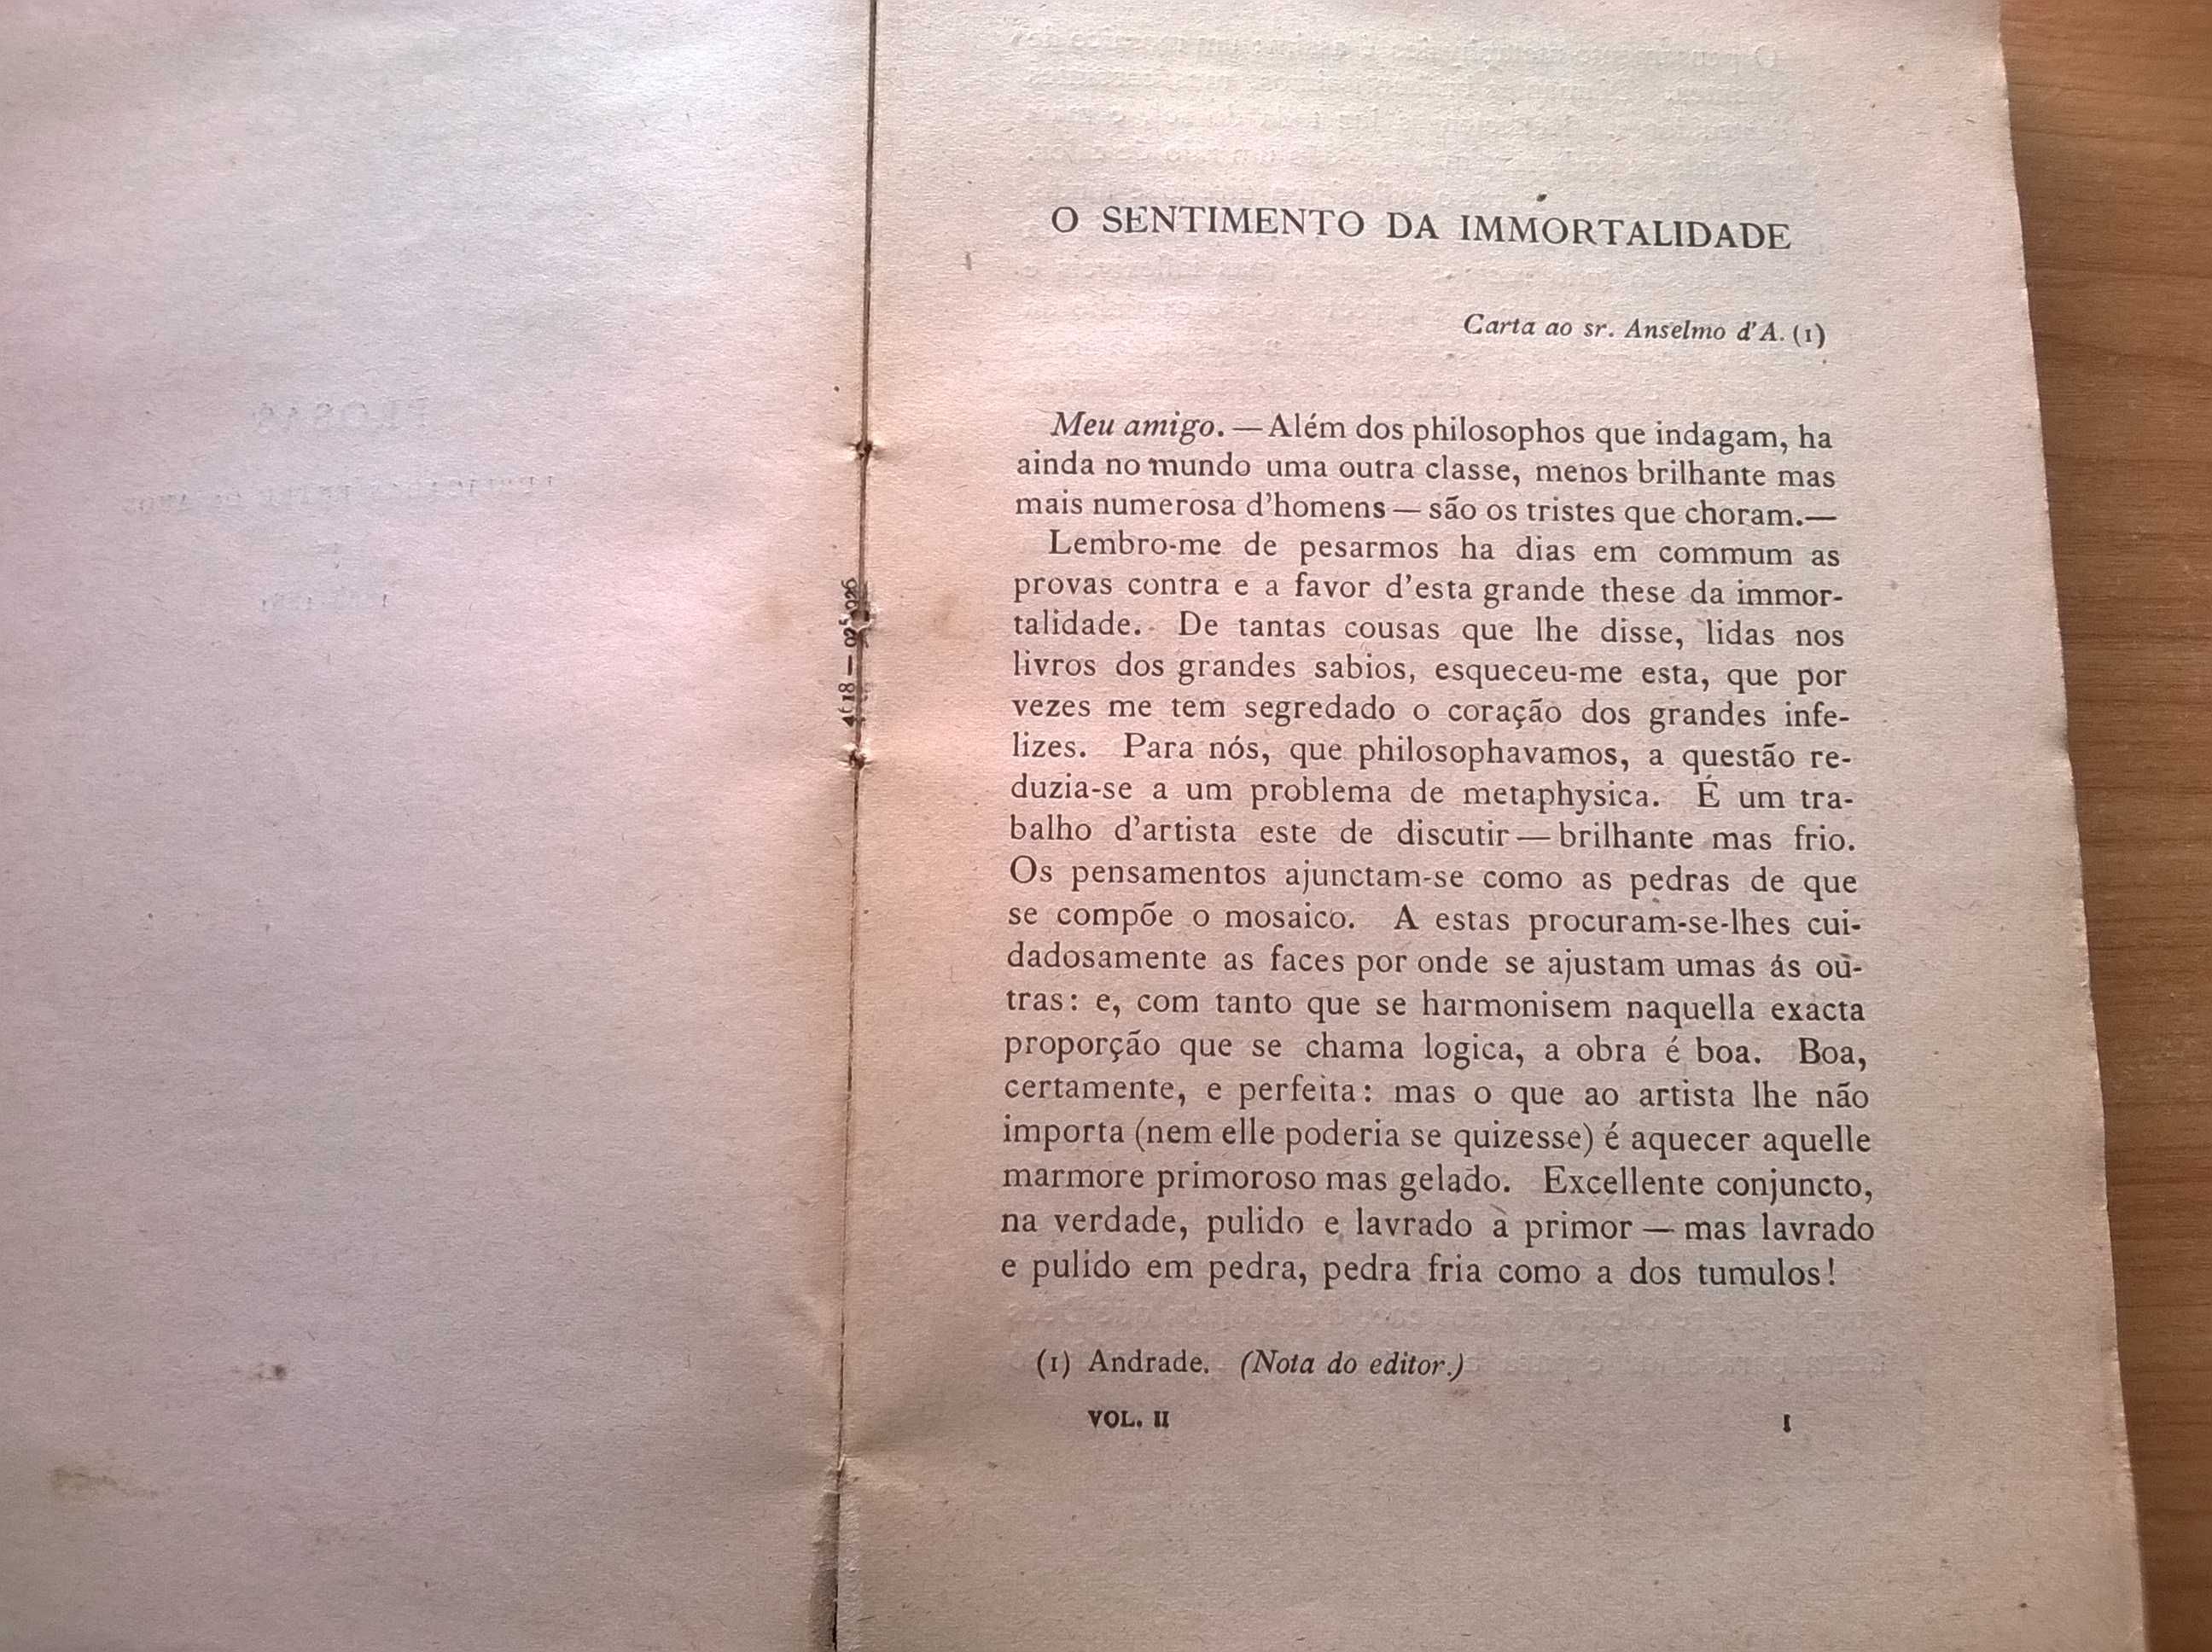 O SENTIMENTO DA IMMORTALIDADE
Carta ao sr. Anselmo d'A. (1)
Meu amigo. — Além dos philosophos que indagam, ha
ainda no mundo uma outra classe, menos brilhante mas
mais numerosa d'homens — são os tristes que choram.—
Lembro-me de pesarmos ha dias em commum as
provas contra e a favor d'esta grande these da immor-
talidade. De tantas cousas que lhe disse, lidas nos
livros dos grandes sabios, esqueceu-me esta, que por
vezes me tem segredado o coração dos grandes infe-
lizes. Para nós, que philosophavamos, a questão re-
duzia-se a um problema de metaphysica. É um tra-
balho d'artista este de discutir — brilhante mas frio.
Os pensamentos ajunctam-se como as pedras de que
se compõe o mosaico. A estas procuram-se-lhes cui-
dadosamente as faces por onde se ajustam umas ás ou-
tras: e, com tanto que se harmonisem naquella exacta
proporção que se chama logica, a obra é boa. Boa,
certamente, e perfeita: mas o que ao artista lhe não
importa (nem elle poderia se quizesse) é aquecer aquelle
marmore primoroso mas gelado. Excellente conjuncto,
na verdade, pulido e lavrado a primor — mas lavrado
e pulido em pedra, pedra fria como a dos tumulos!
(1) Andrade. (Nota do editor.)
VOL. II 1